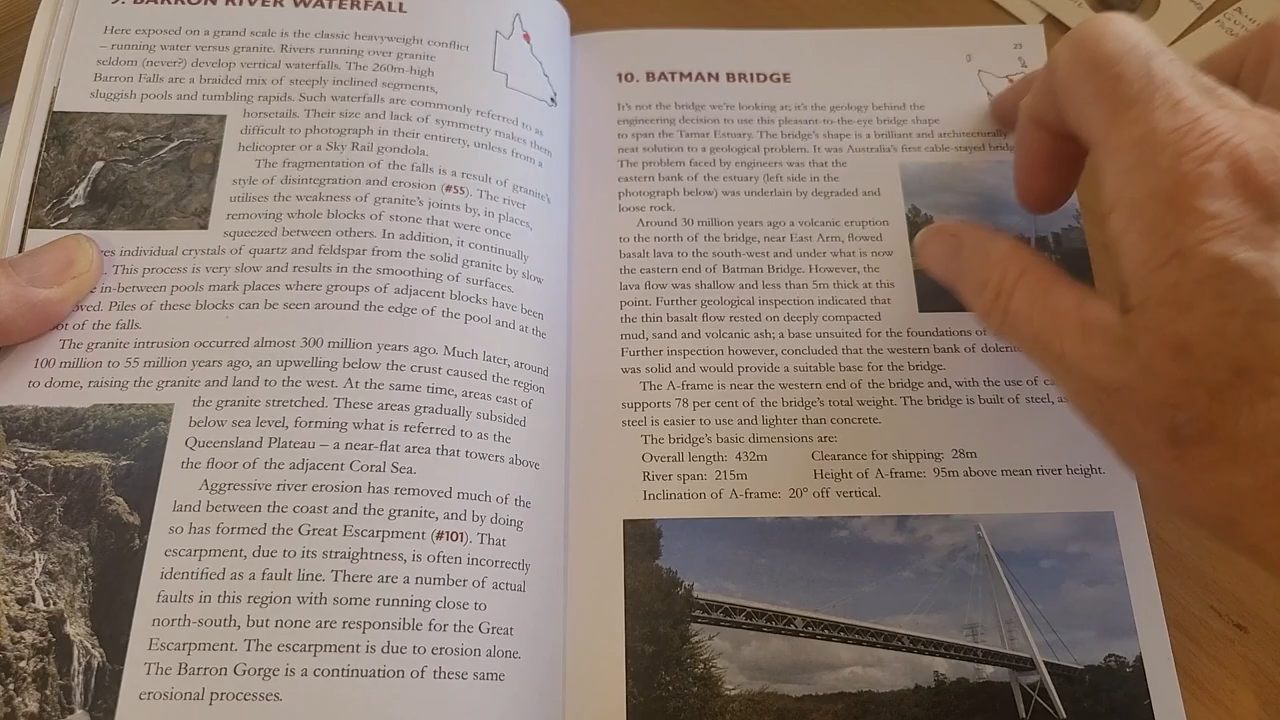 9. BARRON RIVER WATERFALL
Here exposed on a grand scale is the classic heavyweight conflict
– running water versus granite. Rivers running over granite
seldom (never?) develop vertical waterfalls. The 260m-high
Barron Falls are a braided mix of steeply inclined segments,
sluggish pools and tumbling rapids. Such waterfalls are commonly referred to as
horsetails. Their size and lack of symmetry makes them
difficult to photograph in their entirety, unless from a
helicopter or a Sky Rail gondola.
The fragmentation of the falls is a result of granite's
style of disintegration and erosion (#55). The river
utilises the weakness of granite's joints by, in places,
removing whole blocks of stone that were once
squeezed between others. In addition, it continually
individual crystals of quartz and feldspar from the solid granite by slow
. This process is very slow and results in the smoothing of surfaces.
in-between pools mark places where groups of adjacent blocks have been
. Piles of these blocks can be seen around the edge of the pool and at the
of the falls.
The granite intrusion occurred almost 300 million years ago. Much later, around
100 million to 55 million years ago, an upwelling below the crust caused the region
to dome, raising the granite and land to the west. At the same time, areas east of
the granite stretched. These areas gradually subsided
below sea level, forming what is referred to as the
Queensland Plateau – a near-flat area that towers above
the floor of the adjacent Coral Sea.
Aggressive river erosion has removed much of the
land between the coast and the granite, and by doing
so has formed the Great Escarpment (#101). That
escarpment, due to its straightness, is often incorrectly
identified as a fault line. There are a number of actual
faults in this region with some running close to
north-south, but none are responsible for the Great
Escarpment. The escarpment is due to erosion alone.
The Barron Gorge is a continuation of these same
erosional processes.
23
10. BATMAN BRIDGE
It's not the bridge we're looking at; it's the geology behind the
engineering decision to use this pleasant-to-the-eye bridge shape
to span the Tamar Estuary. The bridge's shape is a brilliant and architecturally
neat solution to a geological problem. It was Australia's first cable-stayed
The problem faced by engineers was that the
eastern bank of the estuary (left side in the
photograph below) was underlain by degraded and
loose rock.
Around 30 million years ago a volcanic eruption
to the north of the bridge, near East Arm, flowed
basalt lava to the south-west and under what is now
the eastern end of Batman Bridge. However, the
lava flow was shallow and less than 5m thick at this
point. Further geological inspection indicated that
the thin basalt flow rested on deeply compacted
mud, sand and volcanic ash; a base unsuited for the foundations of
Further inspection however, concluded that the western bank of
was solid and would provide a suitable base for the bridge.
The A-frame is near the western end of the bridge and, with the use of
supports 78 per cent of the bridge's total weight. The bridge is built of steel,
steel is easier to use and lighter than concrete.
The bridge's basic dimensions are:
Overall length: 432m Clearance for shipping: 28m
River span: 215m Height of A-frame: 95m above mean river height.
Inclination of A-frame: 20° off vertical.